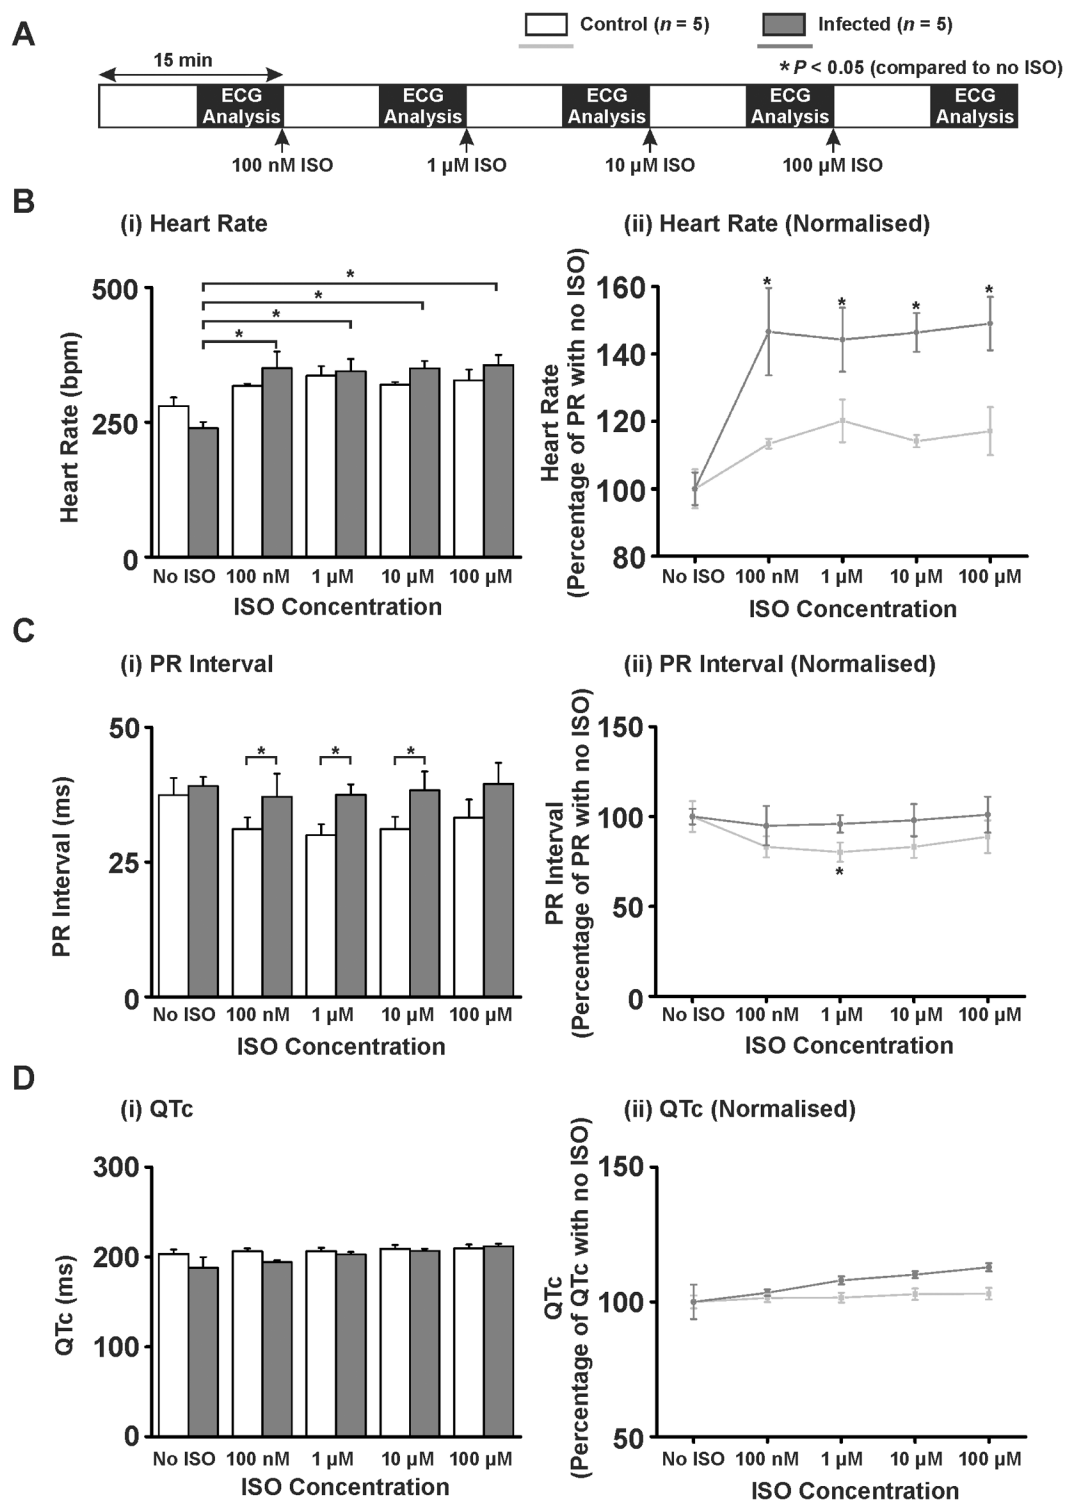 A
Control (n = 5)
Infected (n = 5)
* P < 0.05 (compared to no ISO)
15 min
ECG Analysis
ECG Analysis
ECG Analysis
ECG Analysis
ECG Analysis
100 nM ISO
1 µM ISO
10 µM ISO
100 µM ISO
B
(i) Heart Rate
500
250
0
Heart Rate (bpm)
*
*
*
*
No ISO 100 nM 1 µM 10 µM 100 µM
ISO Concentration
(ii) Heart Rate (Normalised)
Heart Rate
(Percentage of PR with no ISO)
160
140
120
100
80
* * * *
No ISO 100 nM 1 µM 10 µM 100 µM
ISO Concentration
C
(i) PR Interval
50
25
0
PR Interval (ms)
* * *
No ISO 100 nM 1 µM 10 µM 100 µM
ISO Concentration
(ii) PR Interval (Normalised)
PR Interval
(Percentage of PR with no ISO)
150
100
50
0
*
No ISO 100 nM 1 µM 10 µM 100 µM
ISO Concentration
D
(i) QTc
300
200
100
0
QTc (ms)
No ISO 100 nM 1 µM 10 µM 100 µM
ISO Concentration
(ii) QTc (Normalised)
QTc
(Percentage of QTc with no ISO)
150
100
50
No ISO 100 nM 1 µM 10 µM 100 µM
ISO Concentration